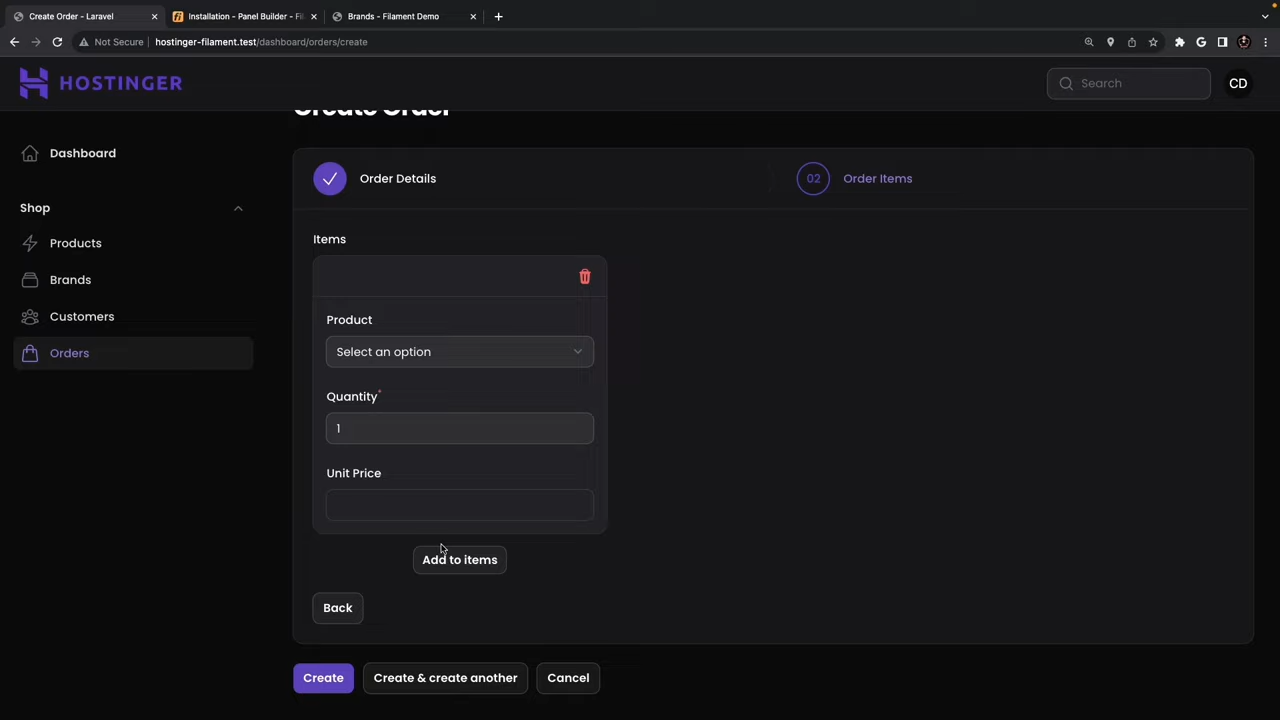 Create Order - Laravel
Installation - Panel Builder - Fil
Brands - Filament Demo
Not Secure
hostinger-filament.test/dashboard/orders/create
HOSTINGER
Search
CD
Create Order
Dashboard
Order Details
02
Order Items
Shop
Products
Brands
Customers
Orders
Items
Product
Select an option
Quantity*
1
Unit Price
Add to items
Back
Create
Create & create another
Cancel